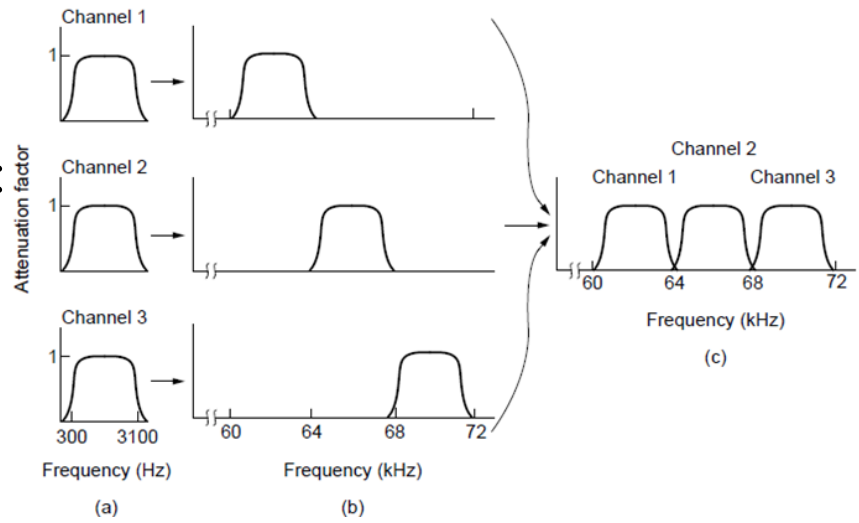 Channel 1
1
Attenuation factor
Channel 2
1
Channel 3
1
300 3100
Frequency (Hz)
(a)
60 64 68 72
Frequency (kHz)
(b)
Channel 2
Channel 1 Channel 3
60 64 68 72
Frequency (kHz)
(c)